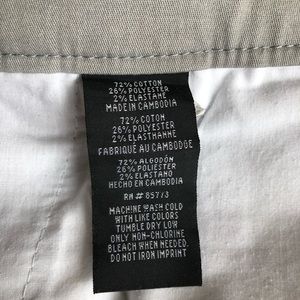 72% COTTON
26% POLYESTER
2% ELASTANE
MADE IN CAMBODIA
72% COTON
26% POLYESTER
2% ELASTHANNE
FABRIQUÉ AU CAMBODGE
72% ALGODÓN
26% POLIESTER
2% ELASTANO
HECHO EN CAMBODIA
RN# 85773
MACHINE WASH COLD
WITH LIKE COLORS
TUMBLE DRY LOW
ONLY NON-CHLORINE
BLEACH WHEN NEEDED.
DO NOT IRON IMPRINT